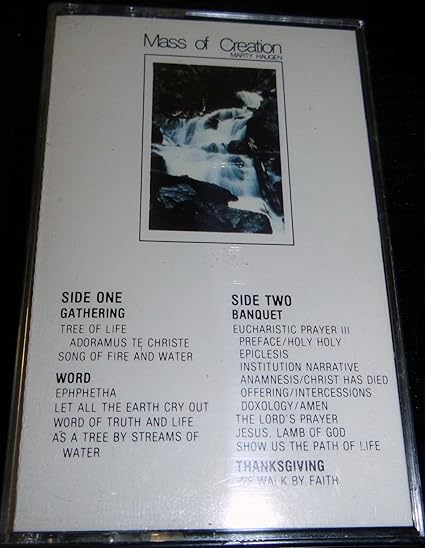 Mass of Creation
MARTY HAUGEN
SIDE ONE
GATHERING
TREE OF LIFE
ADORAMUS TE CHRISTE
SONG OF FIRE AND WATER
WORD
EPHPHETHA
LET ALL THE EARTH CRY OUT
WORD OF TRUTH AND LIFE
AS A TREE BY STREAMS OF
WATER
SIDE TWO
BANQUET
EUCHARISTIC PRAYER III
PREFACE/HOLY HOLY
EPICLESIS
INSTITUTION NARRATIVE
ANAMNESIS/CHRIST HAS DIED
OFFERING/INTERCESSIONS
DOXOLOGY/AMEN
THE LORD'S PRAYER
JESUS, LAMB OF GOD
SHOW US THE PATH OF LIFE
THANKSGIVING
WE WALK BY FAITH